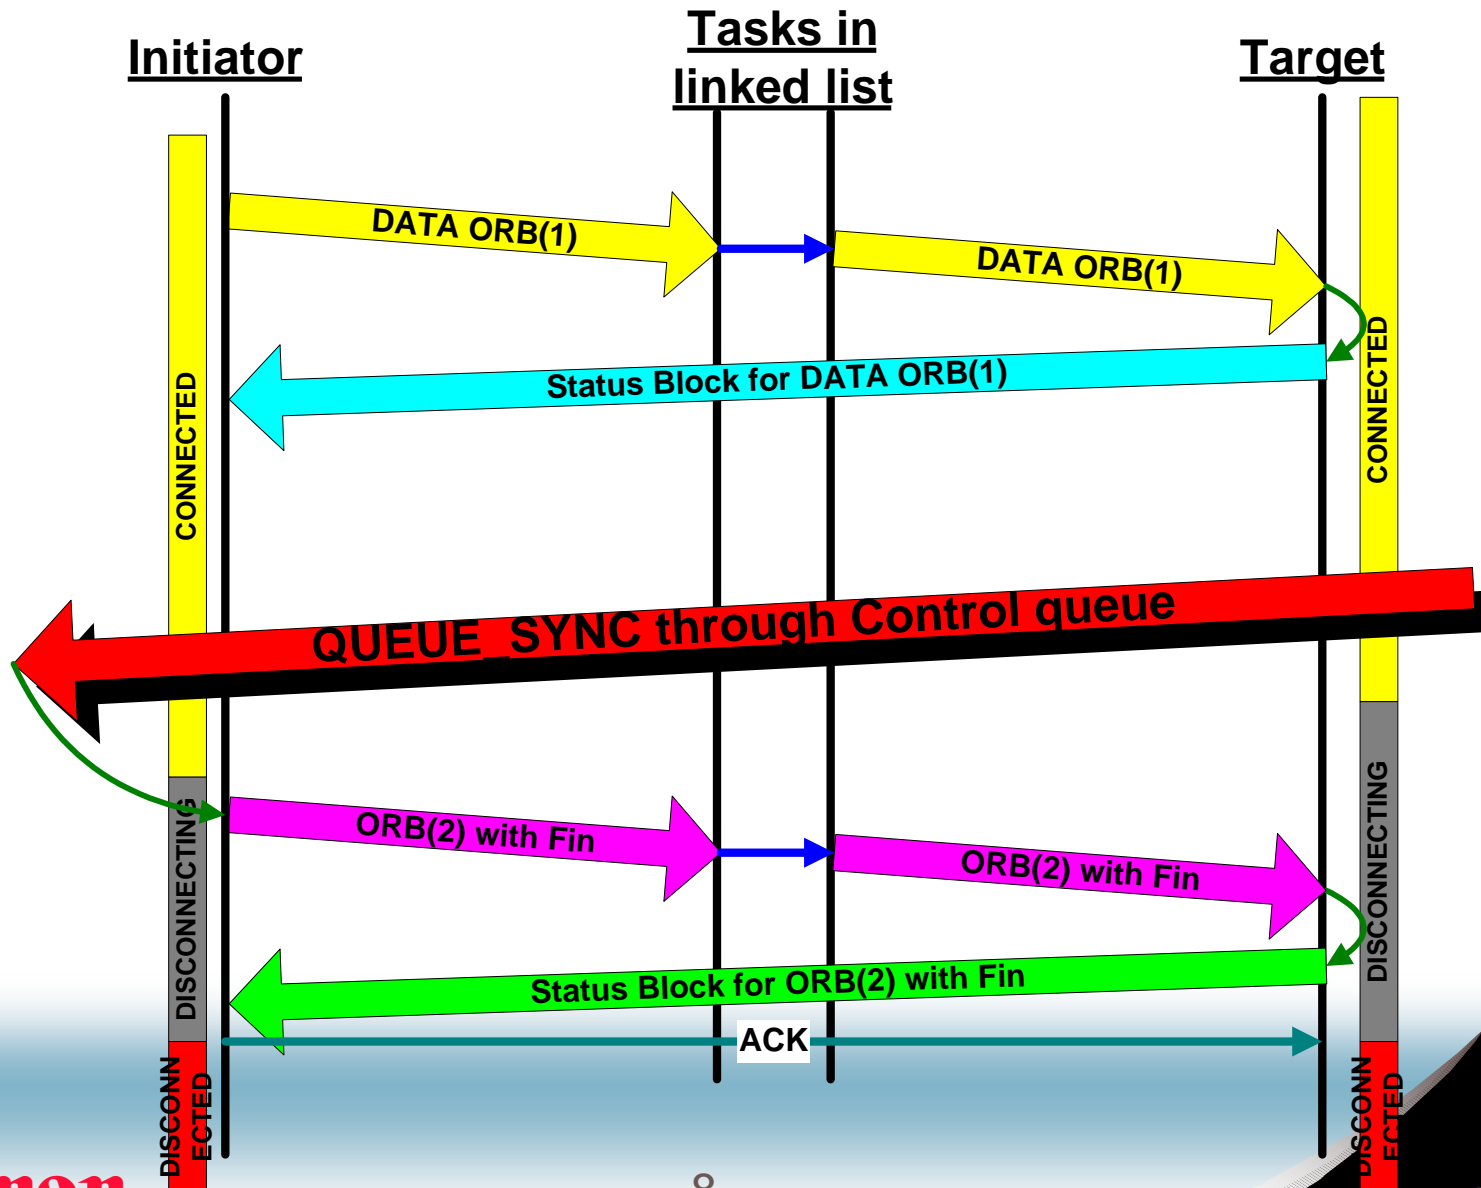 Initiator
Tasks in
linked list
Target
DATA ORB(1)
DATA ORB(1)
Status Block for DATA ORB(1)
CONNECTED
CONNECTED
QUEUE_SYNC through Control queue
ORB(2) with Fin
ORB(2) with Fin
DISCONNECTING
DISCONNECTING
Status Block for ORB(2) with Fin
ACK
DISCONN
ECTED
DISCONN
ECTED